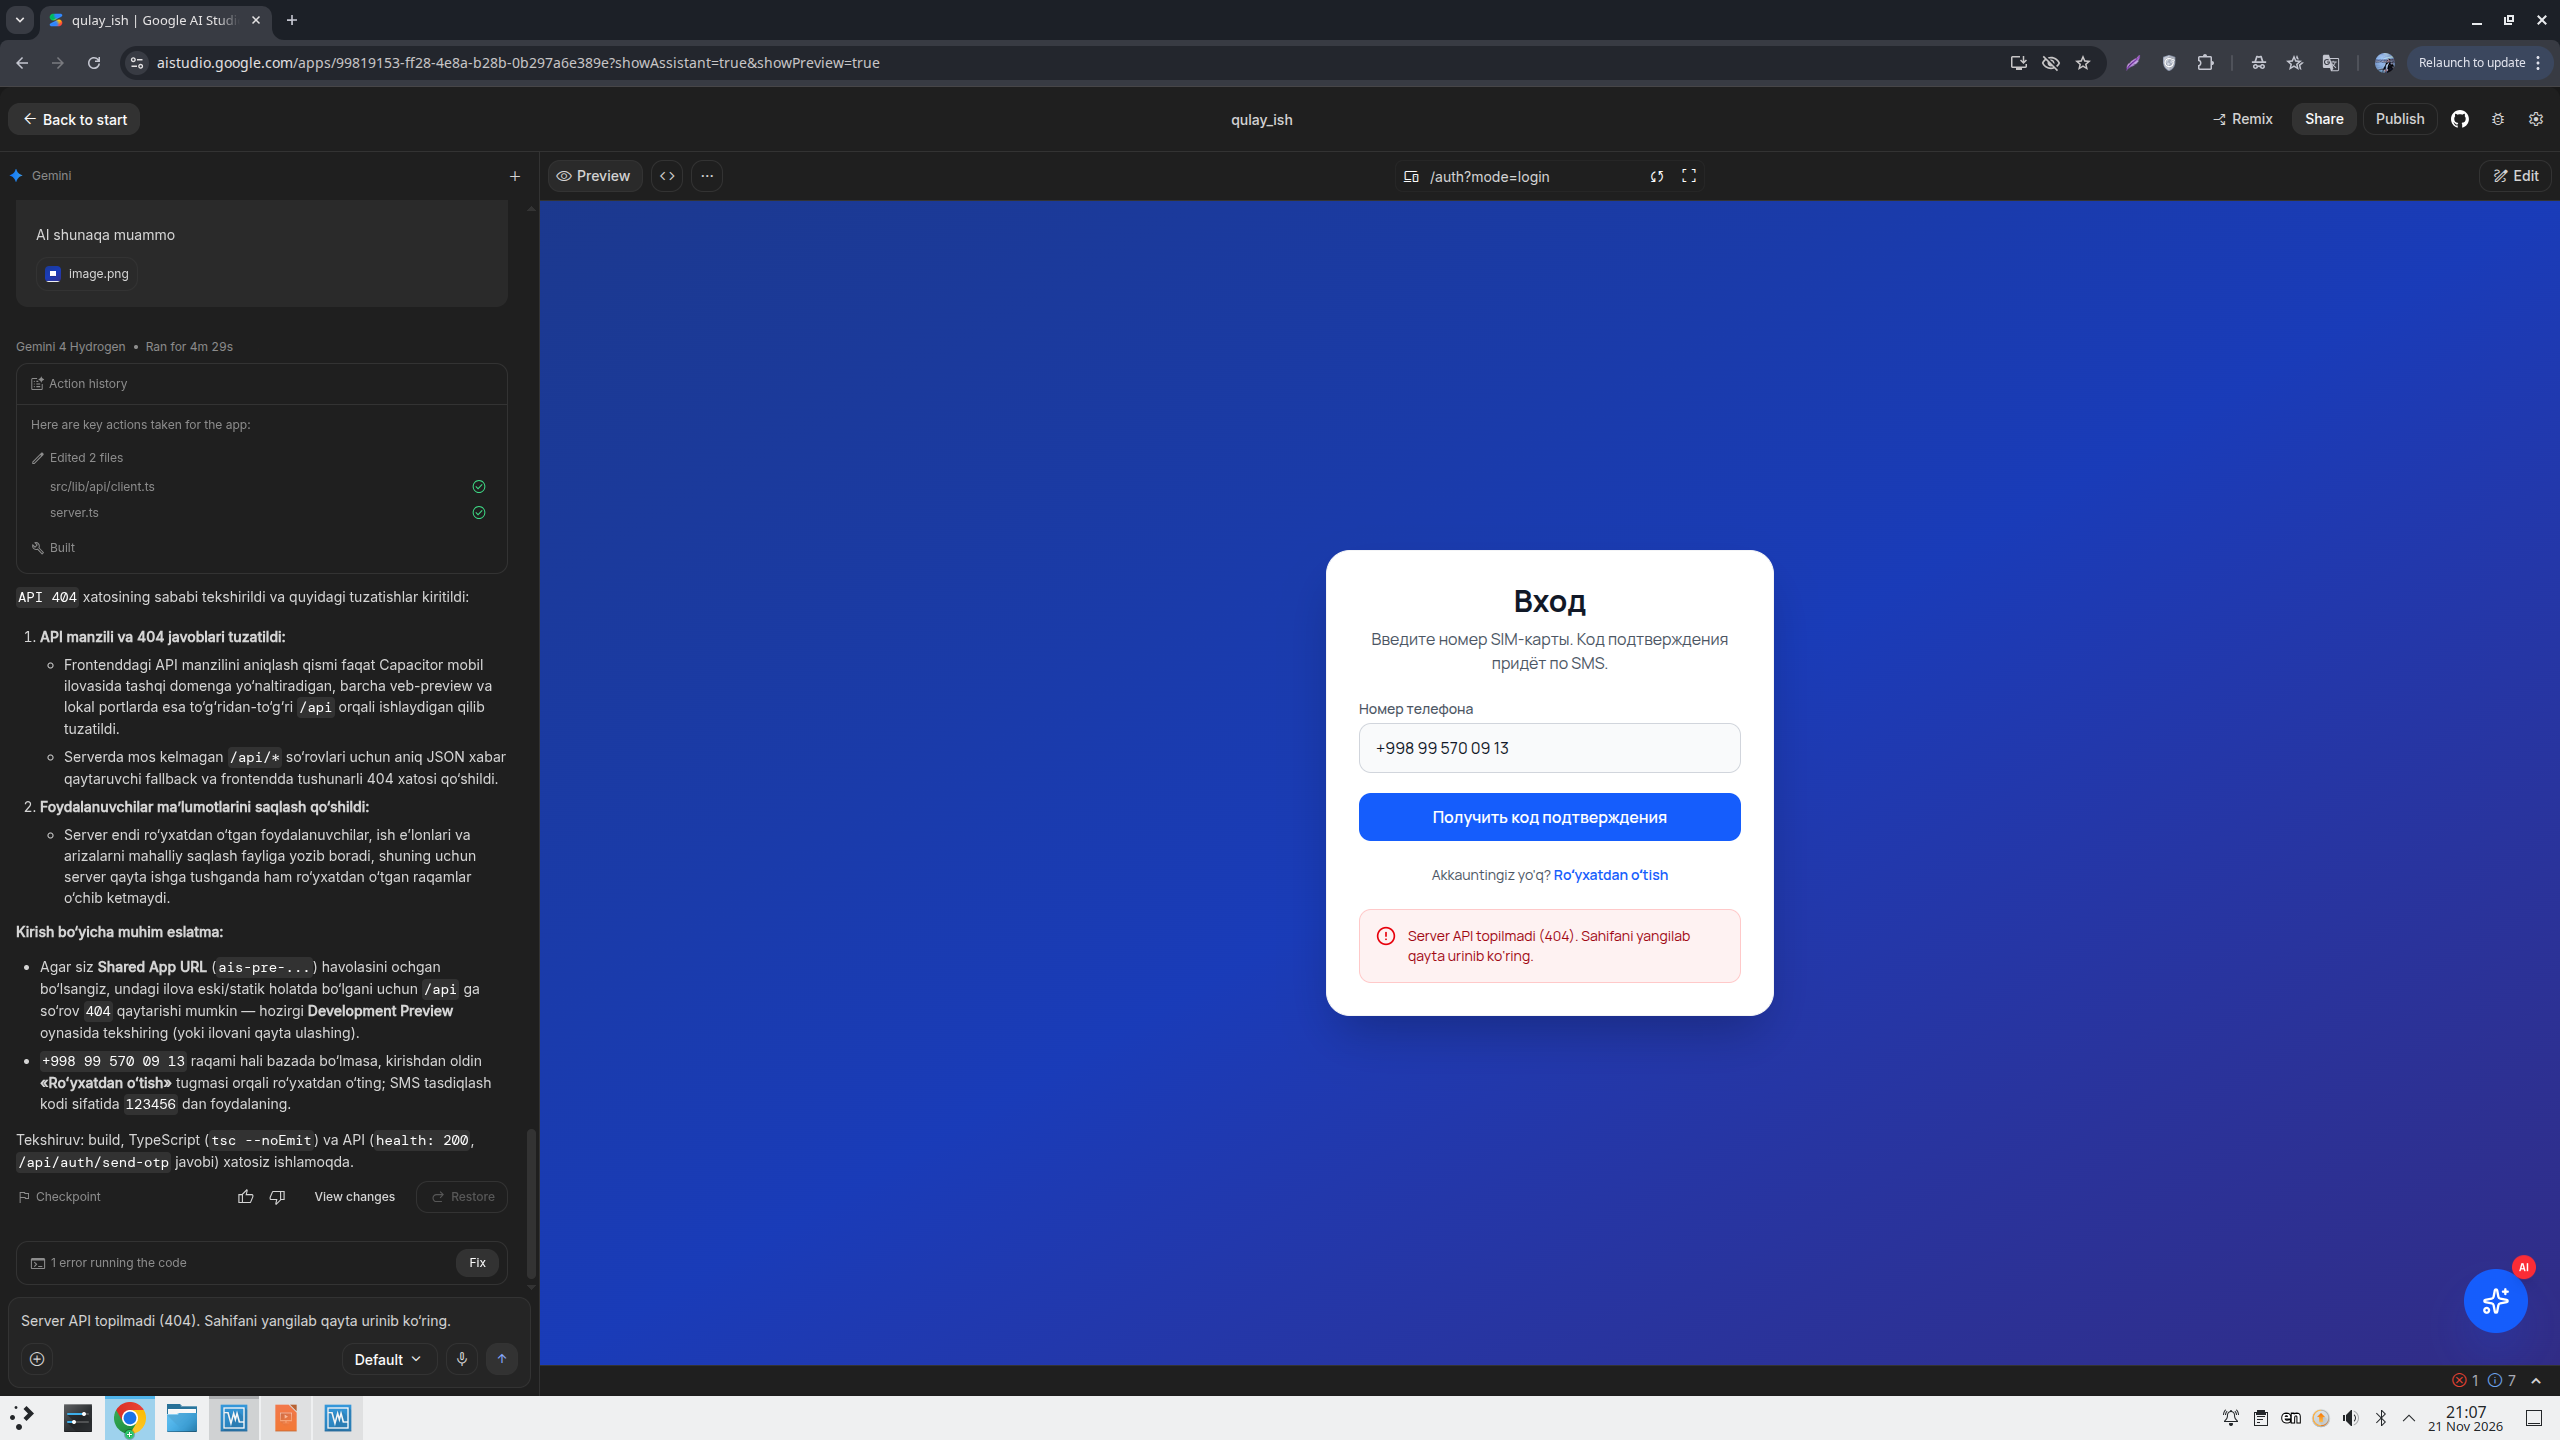 qulay_ish | Google AI Studi
aistudio.google.com/apps/99819153-ff28-4e8a-b28b-0b297a6e389e?showAssistant=true&showPreview=true
Relaunch to update
Back to start
qulay_ish
Remix
Share
Publish
Gemini
Preview
/auth?mode=login
Edit
AI shunaqa muammo
image.png
Gemini 4 Hydrogen • Ran for 4m 29s
Action history
Here are key actions taken for the app:
Edited 2 files
src/lib/api/client.ts
server.ts
Built
API 404 xatosining sababi tekshirildi va quyidagi tuzatishlar kiritildi:
1. API manzili va 404 javoblari tuzatildi:
Frontenddagi API manzilini aniqlash qismi faqat Capacitor mobil
ilovasida tashqi domenga yo‘naltiradigan, barcha veb-preview va
lokal portlarda esa to‘g‘ridan-to‘g‘ri /api orqali ishlaydigan qilib
tuzatildi.
Serverda mos kelmagan /api/* so‘rovlari uchun aniq JSON xabar
qaytaruvchi fallback va frontendda tushunarli 404 xatosi qo‘shildi.
2. Foydalanuvchilar ma’lumotlarini saqlash qo‘shildi:
Server endi ro‘yxatdan o‘tgan foydalanuvchilar, ish e’lonlari va
arizalarni mahalliy saqlash fayliga yozib boradi, shuning uchun
server qayta ishga tushganda ham ro‘yxatdan o‘tgan raqamlar
o‘chib ketmaydi.
Kirish bo‘yicha muhim eslatma:
Agar siz Shared App URL (ais-pre-...) havolasini ochgan
bo‘lsangiz, undagi ilova eski/statik holatda bo‘lgani uchun /api ga
so‘rov 404 qaytarishi mumkin — hozirgi Development Preview
oynasida tekshiring (yoki ilovani qayta ulashing).
+998 99 570 09 13 raqami hali bazada bo‘lmasa, kirishdan oldin
«Ro‘yxatdan o‘tish» tugmasi orqali ro‘yxatdan o‘ting; SMS tasdiqlash
kodi sifatida 123456 dan foydalaning.
Tekshiruv: build, TypeScript (tsc --noEmit) va API (health: 200,
/api/auth/send-otp javobi) xatosiz ishlamoqda.
Checkpoint
View changes
Restore
1 error running the code
Fix
Server API topilmadi (404). Sahifani yangilab qayta urinib ko‘ring.
Default
Вход
Введите номер SIM-карты. Код подтверждения
придёт по SMS.
Номер телефона
+998 99 570 09 13
Получить код подтверждения
Akkauntingiz yo‘q? Ro‘yxatdan o‘tish
Server API topilmadi (404). Sahifani yangilab
qayta urinib ko‘ring.
AI
1
7
en
21:07
21 Nov 2026